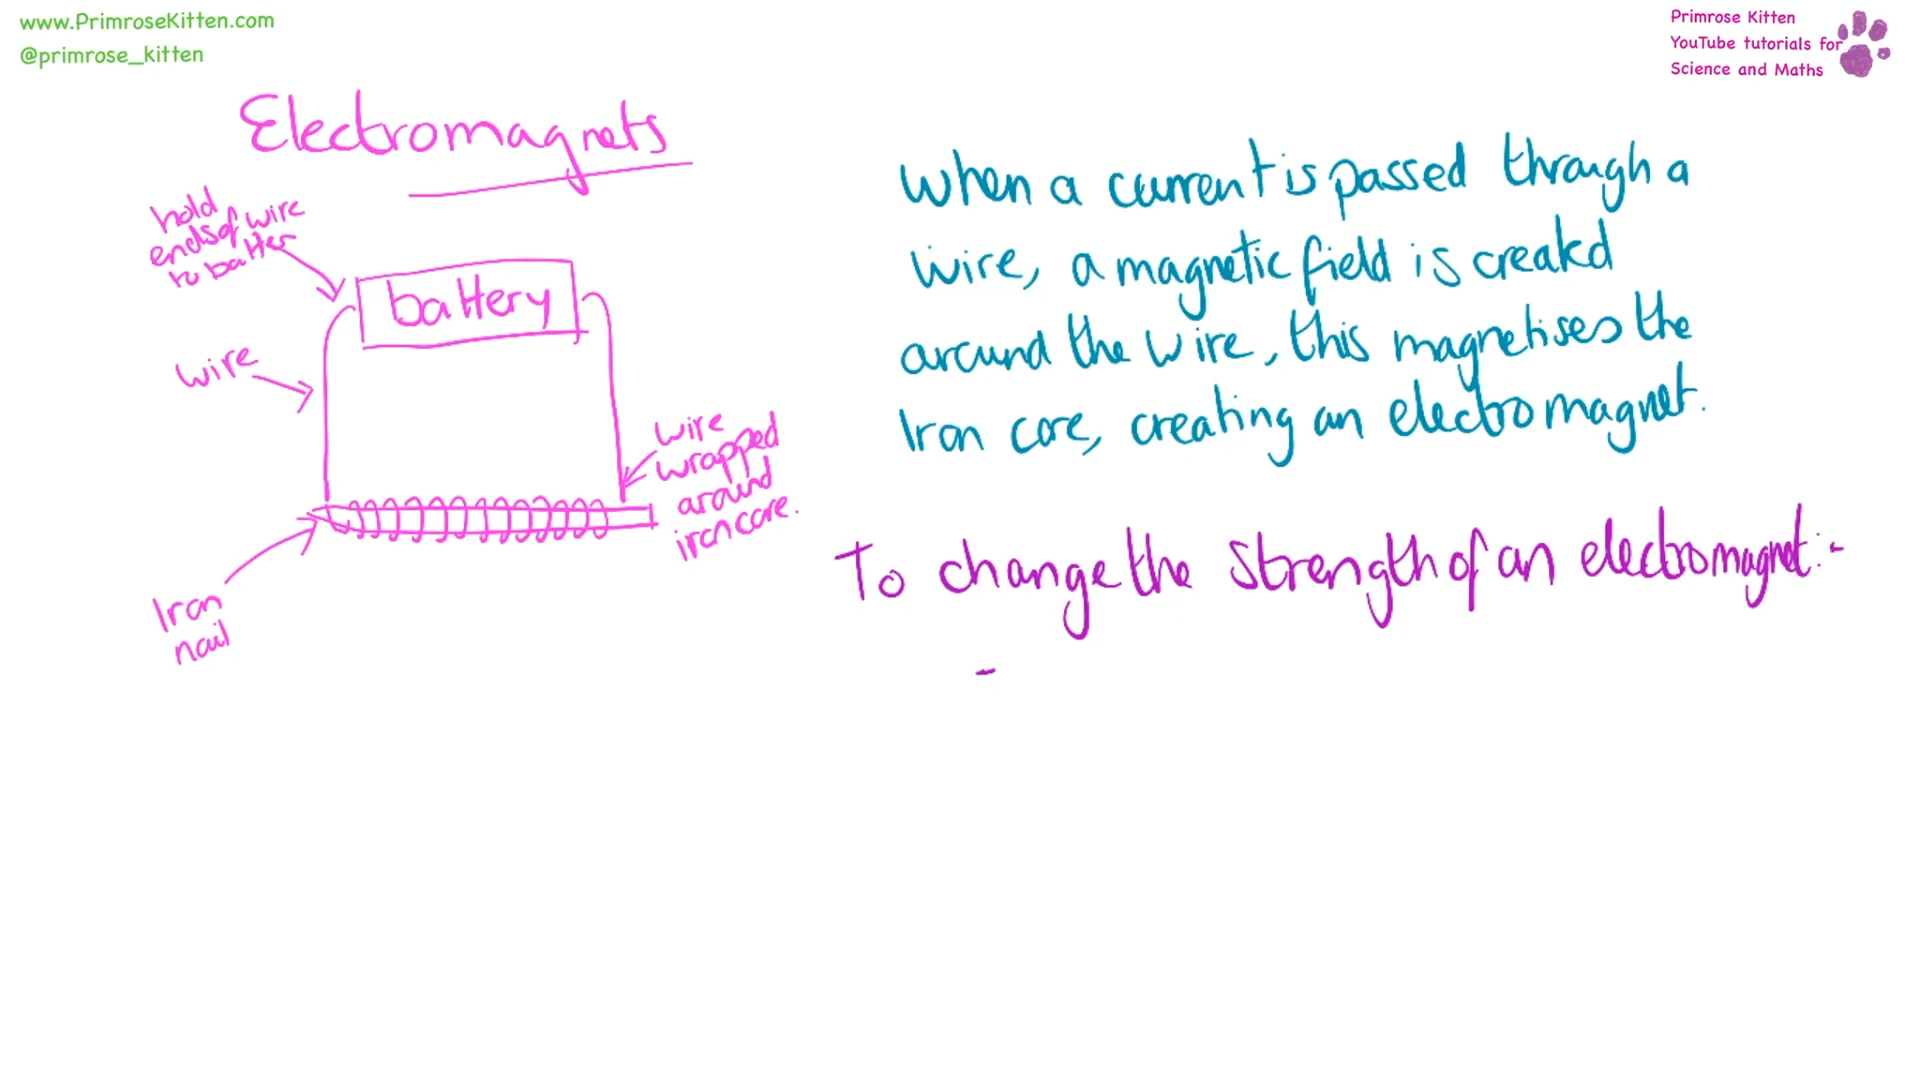 www.PrimroseKitten.com
@primrose_kitten
Primrose Kitten
YouTube tutorials for
Science and Maths
Electromagnets
hold
ends of wire
to batter
battery
wire
wire
wrapped
around
iron core.
Iron
nail
When a current is passed through a
wire, a magnetic field is created
around the wire, this magnetises the
Iron core, creating an electromagnet.
To change the strength of an electromagnet:-
-